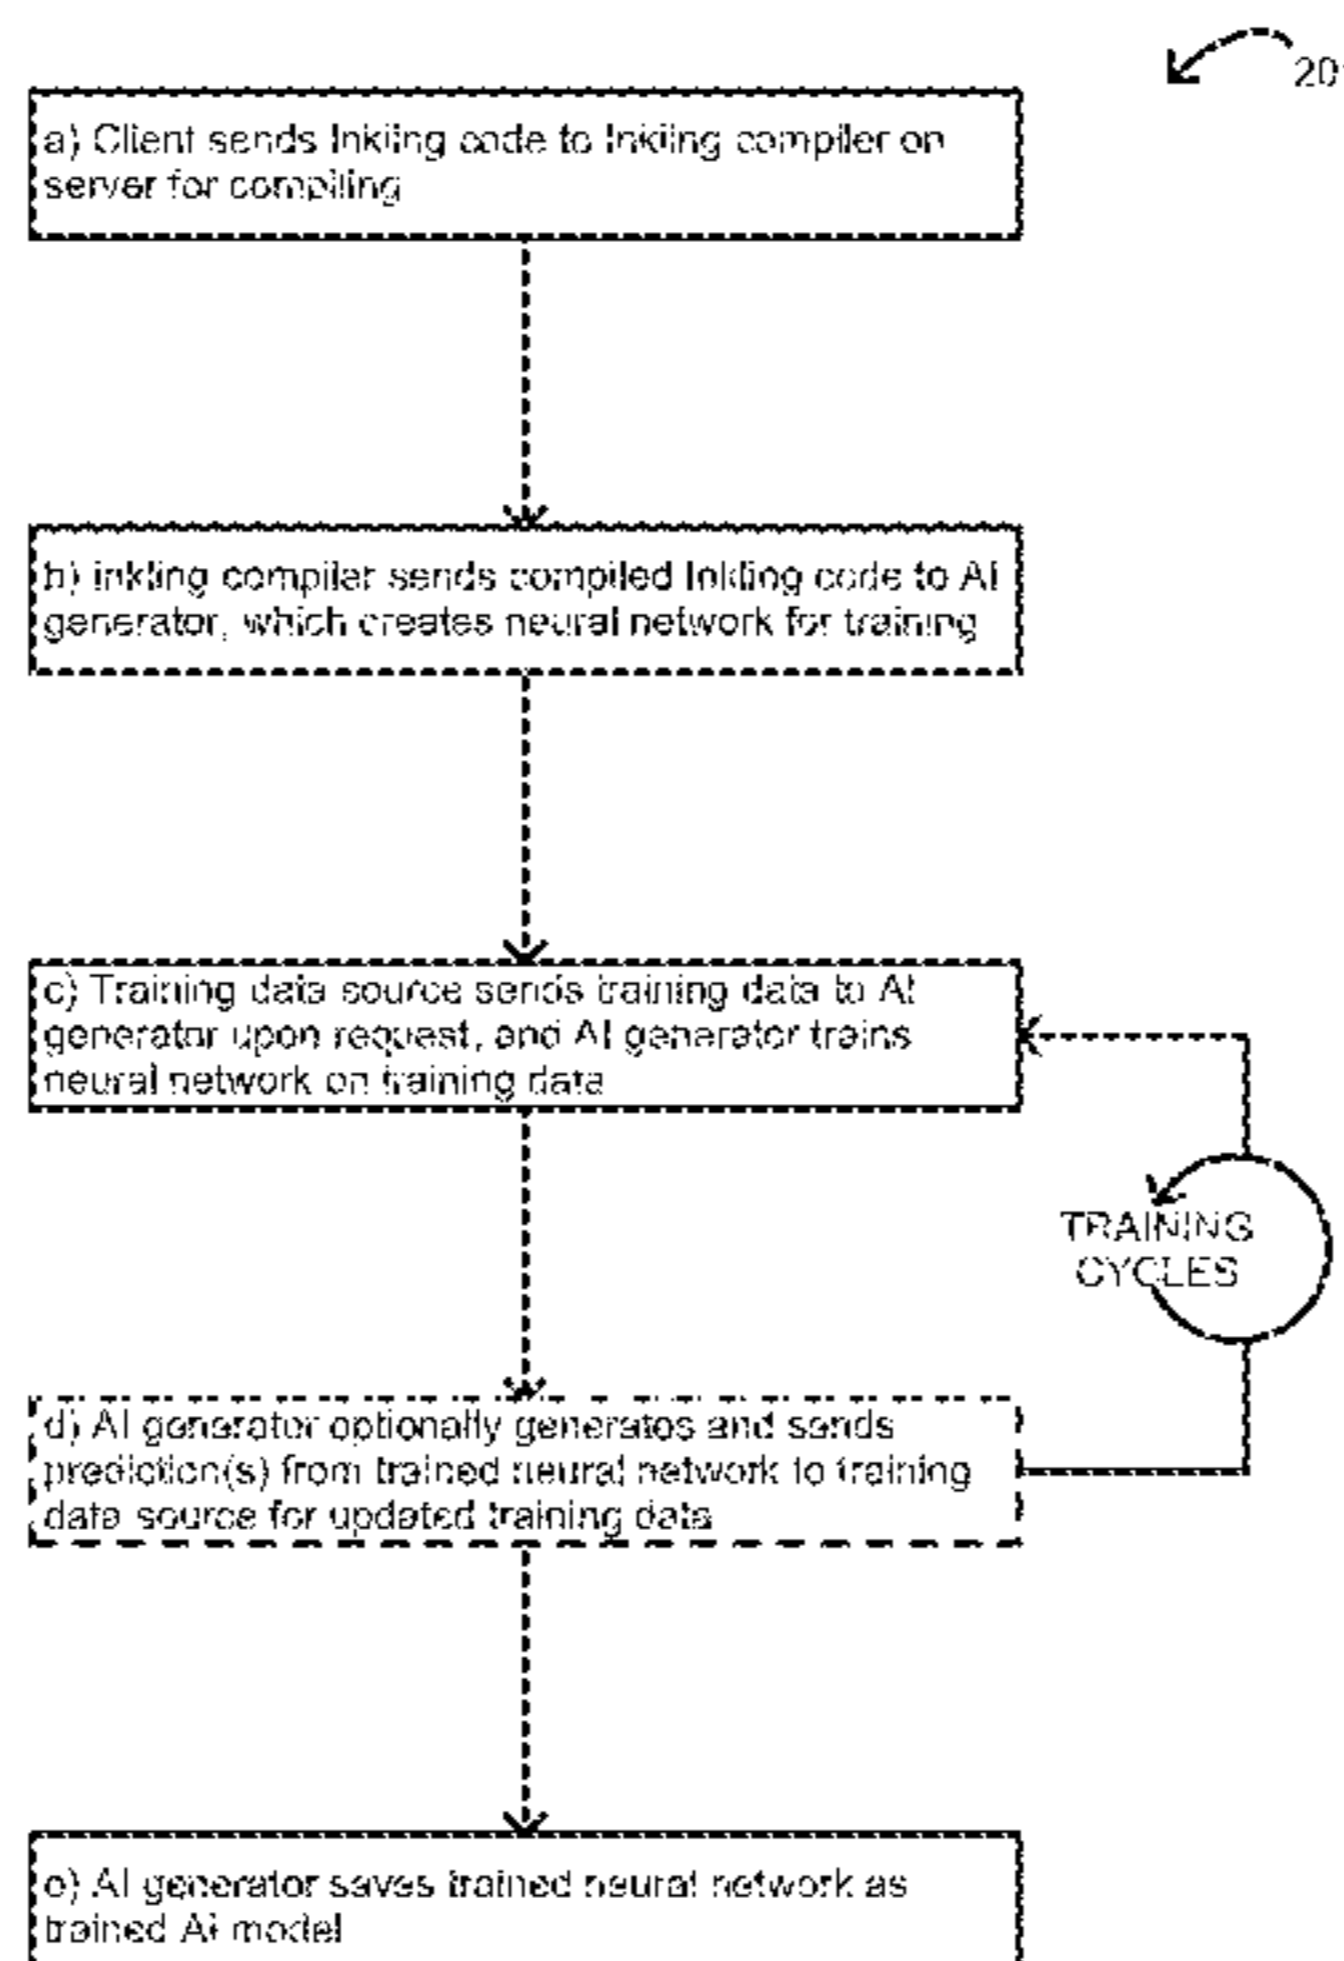 20
a) Client sends Inkling code to Inkling compiler on
server for compiling
b) Inkling compiler sends compiled Inkling code to AI
generator, which creates neural network for training
c) Training data source sends training data to AI
generator upon request, and AI generator trains
neural network on training data
TRAINING
CYCLES
d) AI generator optionally generates and sends
prediction(s) from trained neural network to training
data source for updated training data
e) AI generator saves trained neural network as
trained AI model